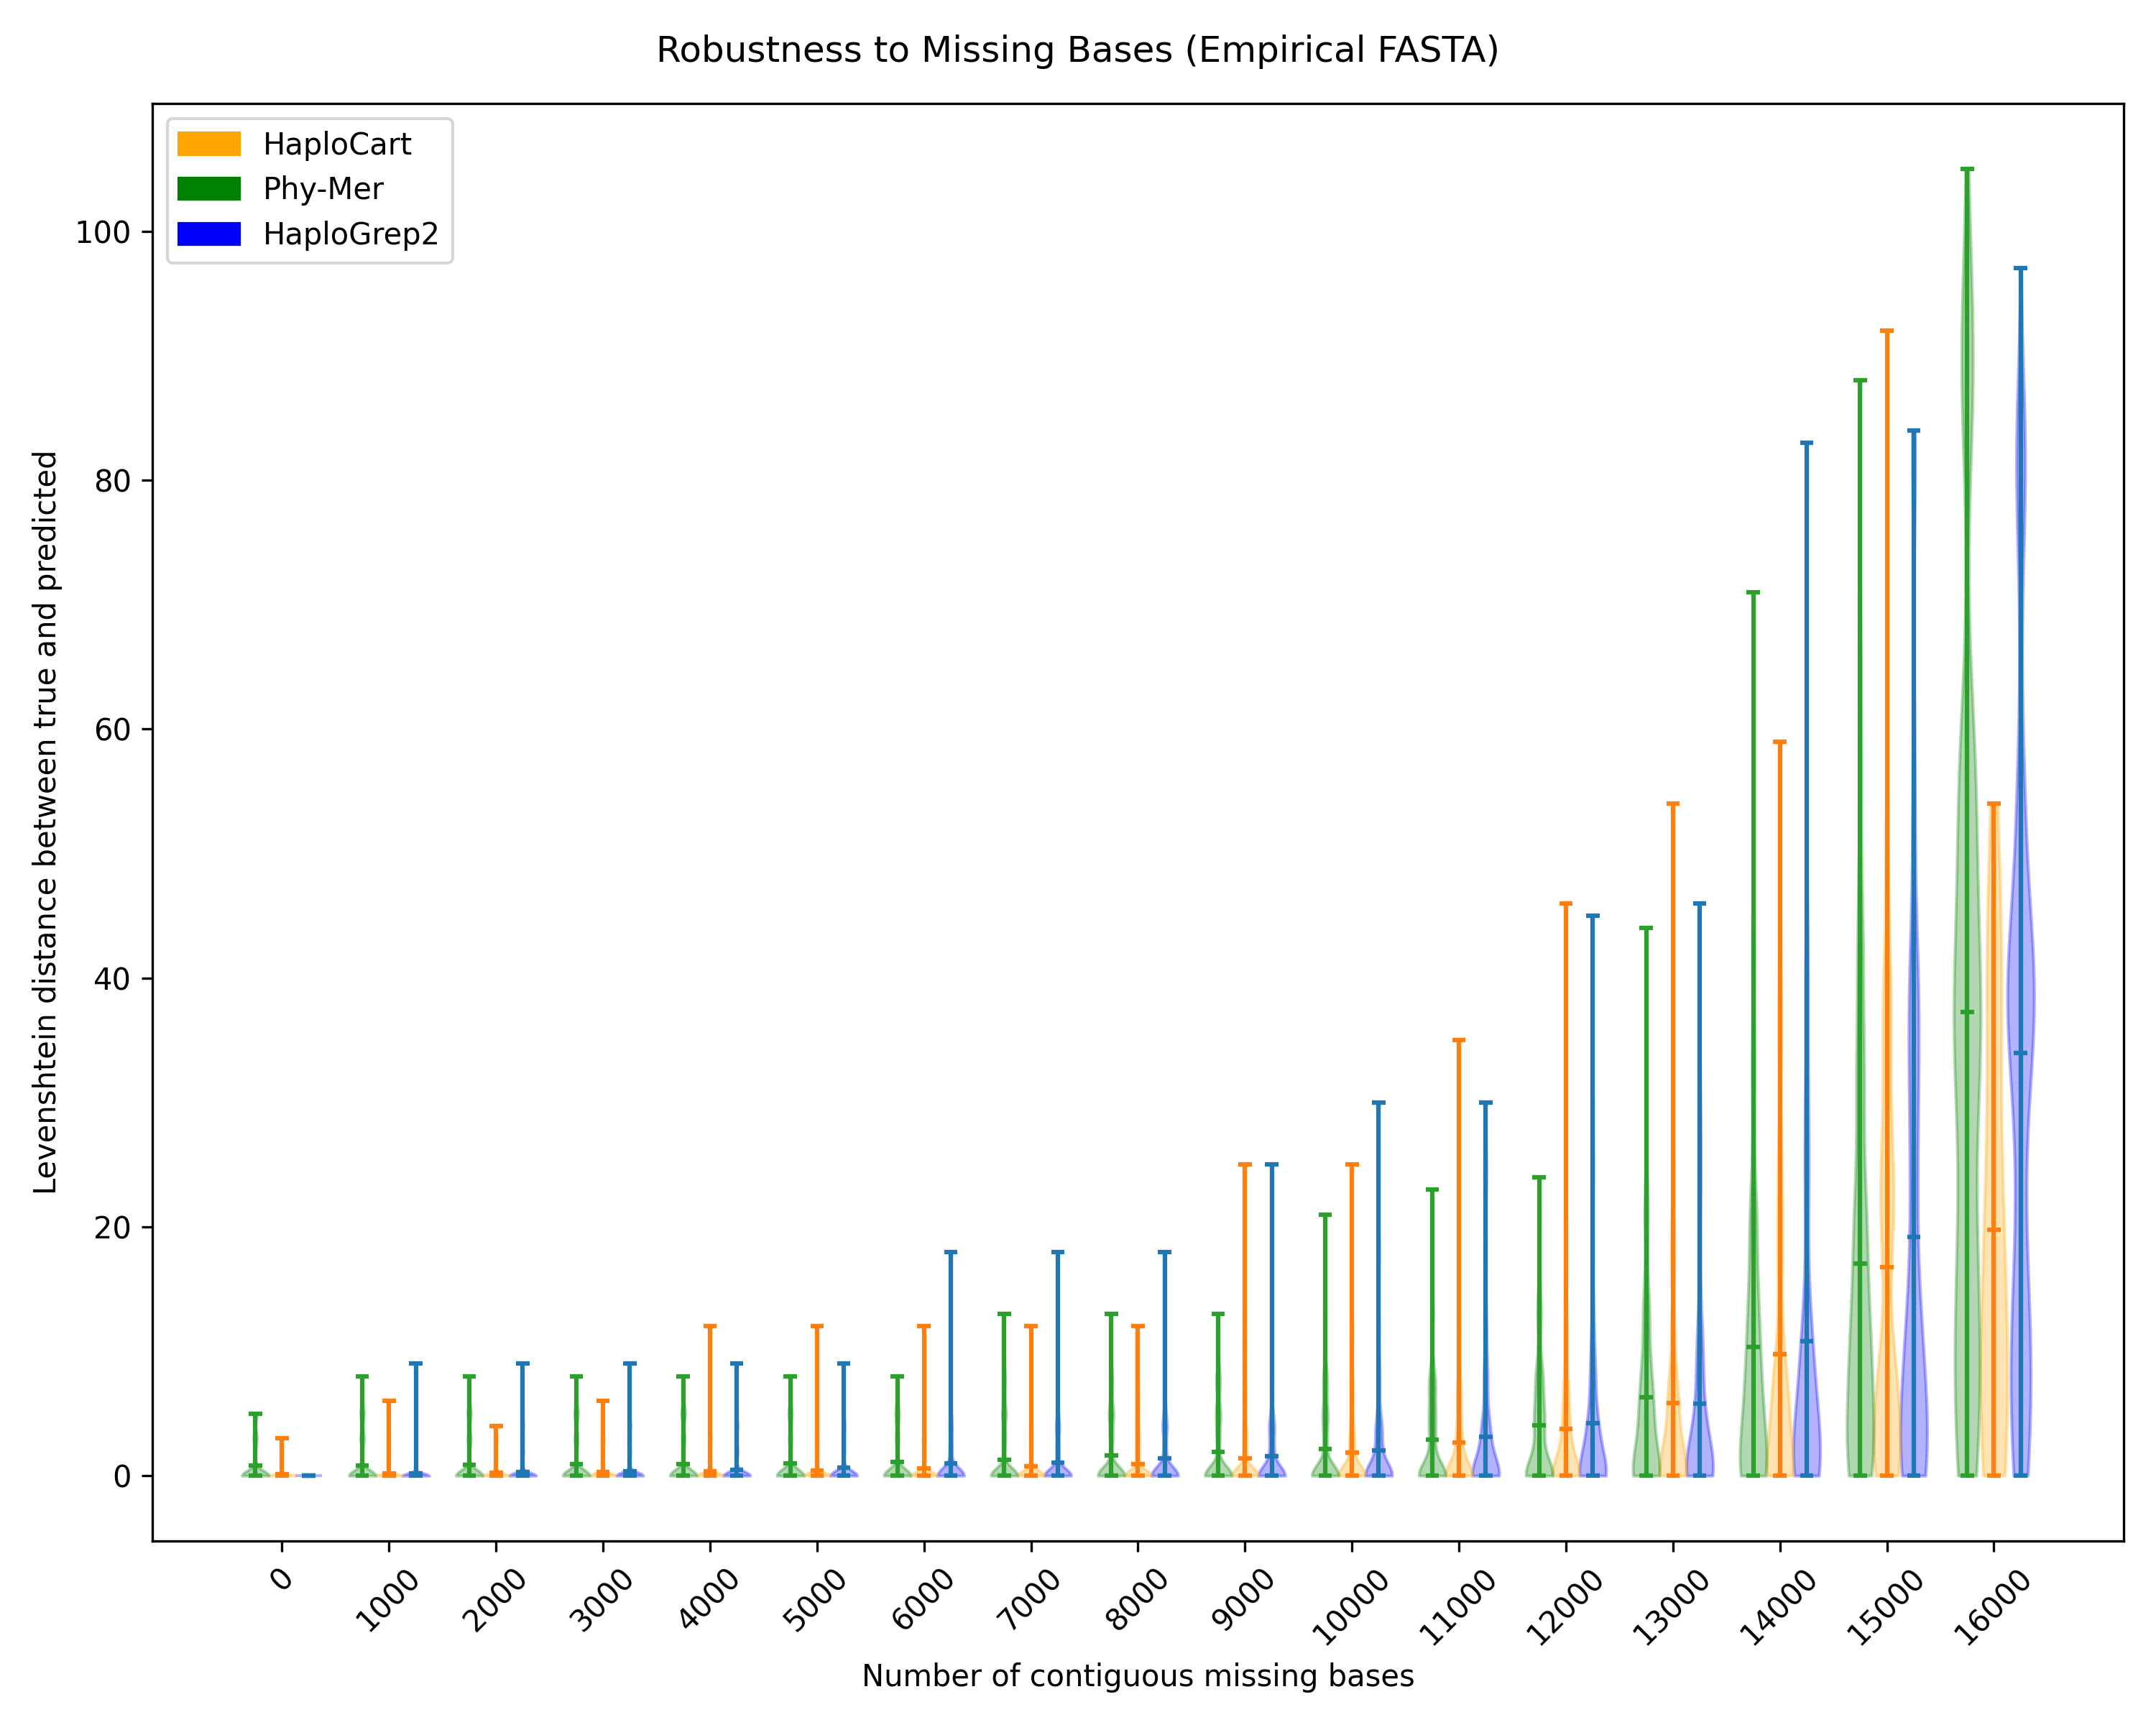 Robustness to Missing Bases (Empirical FASTA)
HaploCart
Phy-Mer
HaploGrep2
Levenshtein distance between true and predicted
100
80
60
40
20
0
0 1000 2000 3000 4000 5000 6000 7000 8000 9000 10000 11000 12000 13000 14000 15000 16000
Number of contiguous missing bases